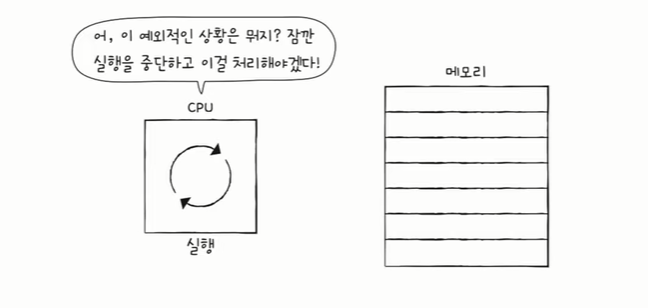 어, 이 예외적인 상황은 뭐지? 잠깐
실행을 중단하고 이걸 처리해야겠다!
메모리
CPU
실행